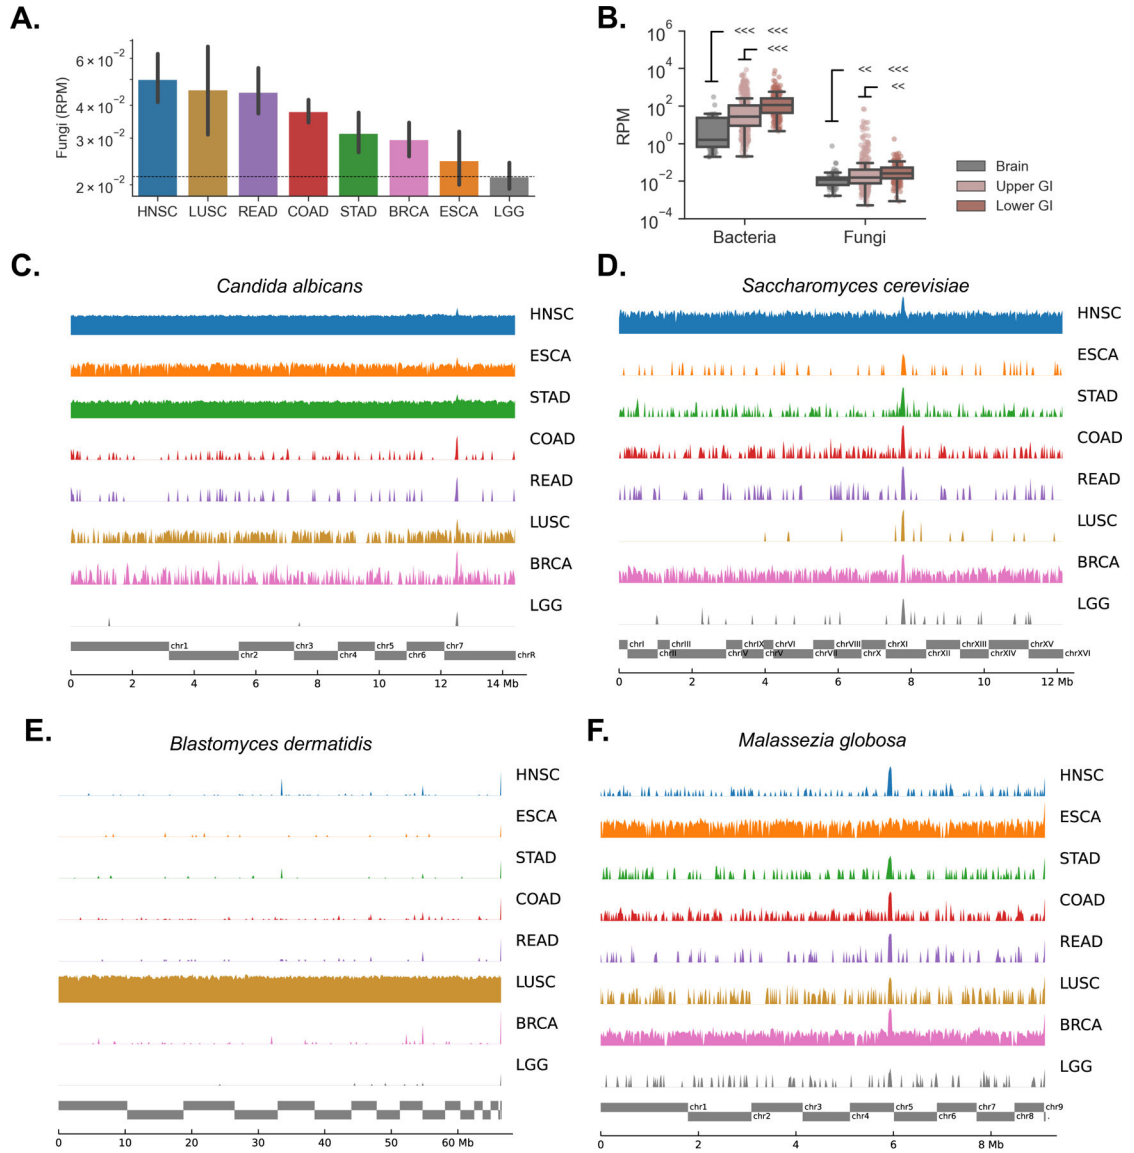 A.
Fungi (RPM)
6 × 10⁻²
4 × 10⁻²
3 × 10⁻²
2 × 10⁻²
HNSC LUSC READ COAD STAD BRCA ESCA LGG
B.
RPM
10⁶
10⁴
10²
10⁰
10⁻²
10⁻⁴
<<< <<<
<<<
<< <<<
<<
Bacteria Fungi
Brain
Upper GI
Lower GI
C.
Candida albicans
HNSC
ESCA
STAD
COAD
READ
LUSC
BRCA
LGG
chr1 chr3 chr5 chr7
chr2 chr4 chr6 chrR
0 2 4 6 8 10 12 14 Mb
D.
Saccharomyces cerevisiae
HNSC
ESCA
STAD
COAD
READ
LUSC
BRCA
LGG
chrI chrIII chrIX chrVI chrVIII chrXI chrXIII chrXV
chrII chrV chrV chrVII chrX chrXII chrXIV chrXVI
0 2 4 6 8 10 12 Mb
E.
Blastomyces dermatidis
HNSC
ESCA
STAD
COAD
READ
LUSC
BRCA
LGG
0 10 20 30 40 50 60 Mb
F.
Malassezia globosa
HNSC
ESCA
STAD
COAD
READ
LUSC
BRCA
LGG
chr1 chr3 chr5 chr7 chr9
chr2 chr4 chr6 chr8 .
0 2 4 6 8 Mb